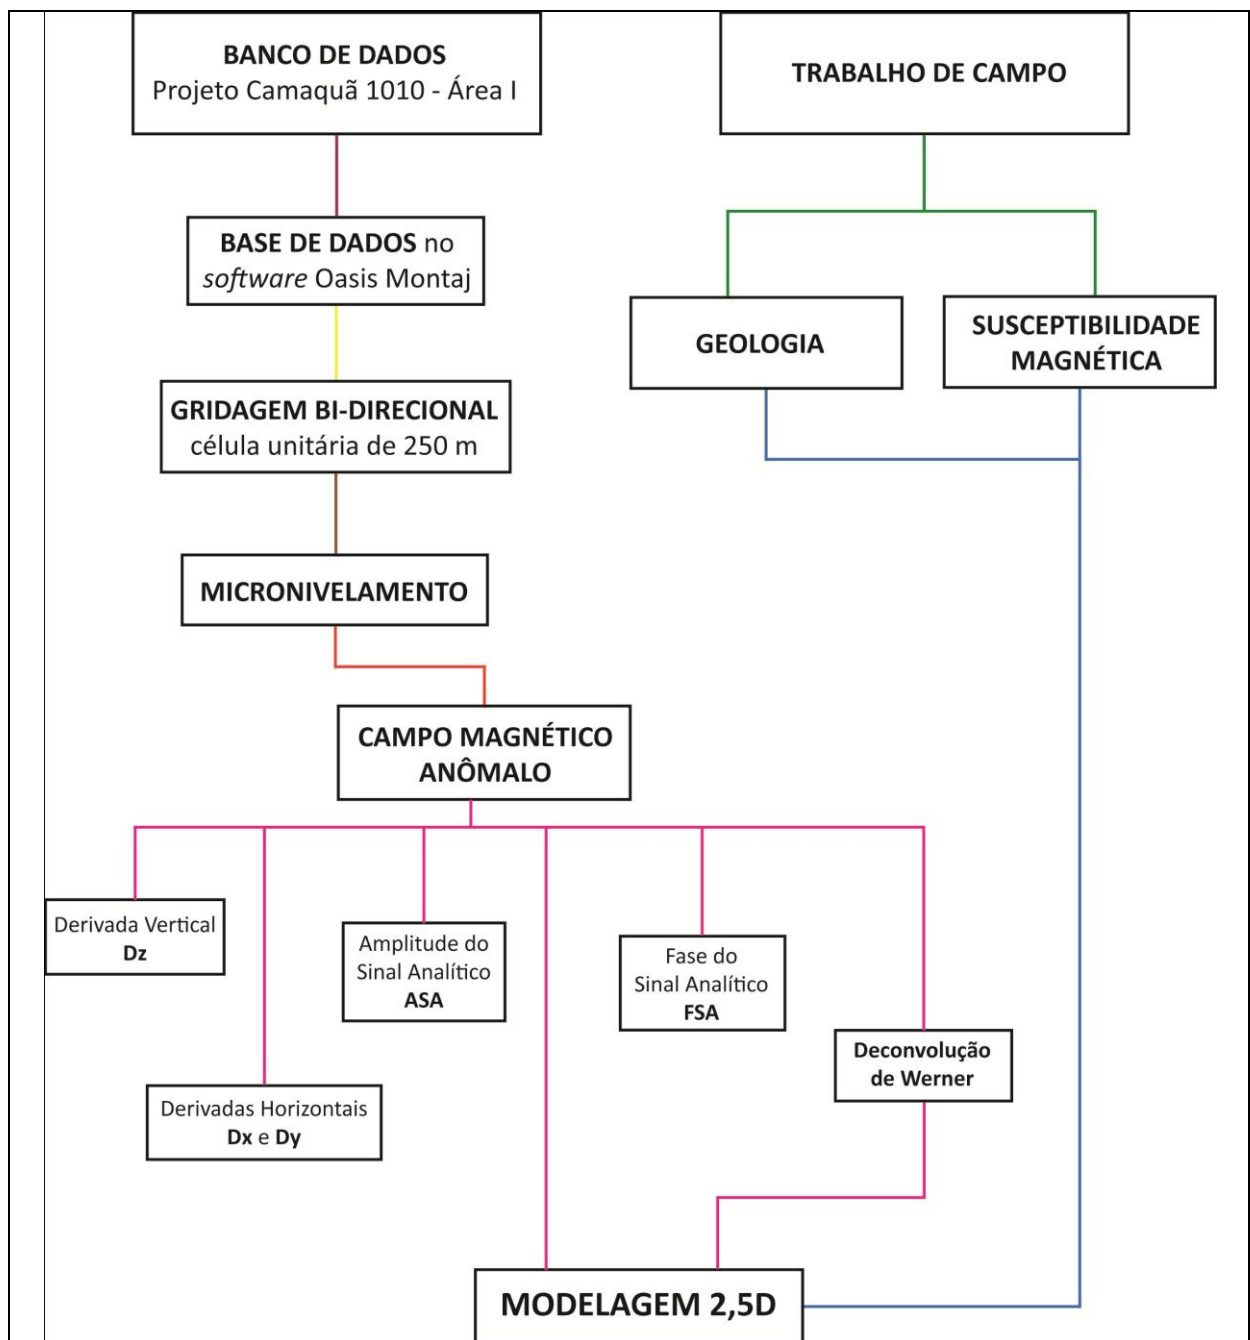 BANCO DE DADOS
Projeto Camaquã 1010 - Área I
TRABALHO DE CAMPO
BASE DE DADOS no
software Oasis Montaj
GEOLOGIA
SUSCEPTIBILIDADE
MAGNÉTICA
GRIDAGEM BI-DIRECIONAL
célula unitária de 250 m
MICRONIVELAMENTO
CAMPO MAGNÉTICO
ANÔMALO
Derivada Vertical
Dz
Amplitude do
Sinal Analítico
ASA
Fase do
Sinal Analítico
FSA
Deconvolução
de Werner
Derivadas Horizontais
Dx e Dy
MODELAGEM 2,5D